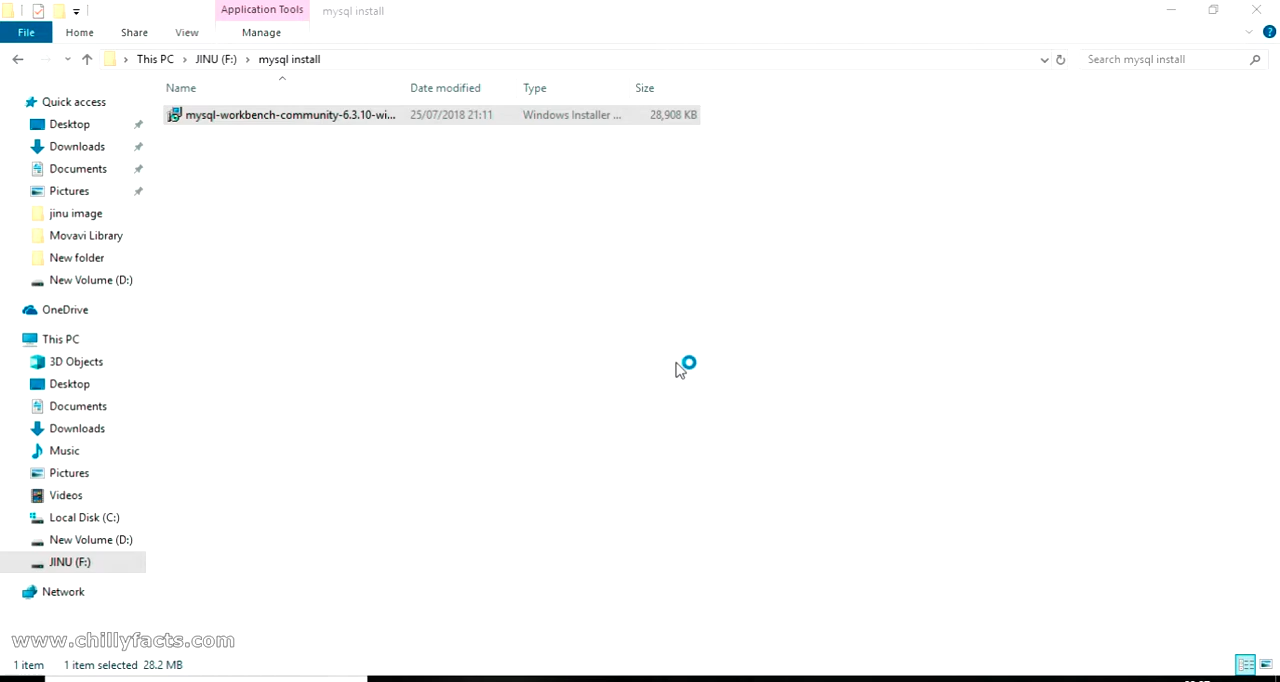 Application Tools mysql install
File Home Share View Manage
This PC JINU (F:) mysql install Search mysql install
Name Date modified Type Size
mysql-workbench-community-6.3.10-wi... 25/07/2018 21:11 Windows Installer ... 28,908 KB
Quick access
Desktop
Downloads
Documents
Pictures
jinu image
Movavi Library
New folder
New Volume (D:)
OneDrive
This PC
3D Objects
Desktop
Documents
Downloads
Music
Pictures
Videos
Local Disk (C:)
New Volume (D:)
JINU (F:)
Network
www.chillyfacts.com
1 item 1 item selected 28.2 MB